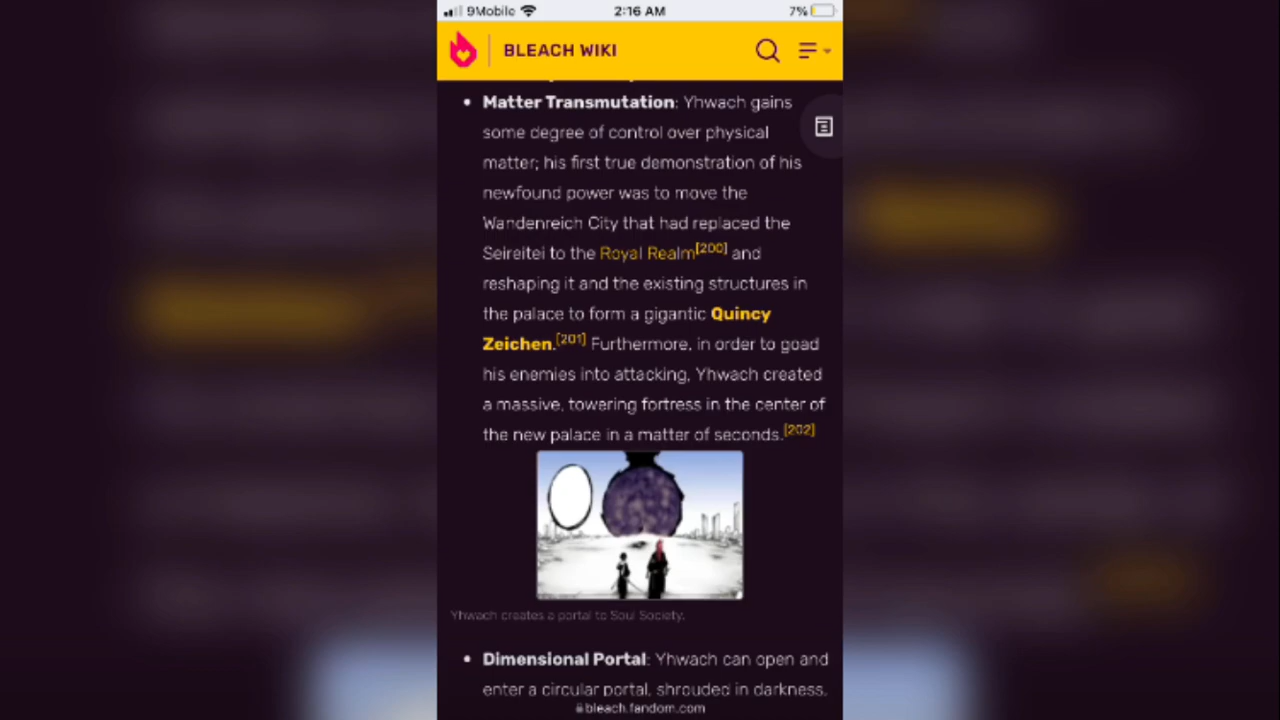 9Mobile 2:16 AM 7%
BLEACH WIKI
• Matter Transmutation: Yhwach gains
some degree of control over physical
matter; his first true demonstration of his
newfound power was to move the
Wandenreich City that had replaced the
Seireitei to the Royal Realm[200] and
reshaping it and the existing structures in
the palace to form a gigantic Quincy
Zeichen.[201] Furthermore, in order to goad
his enemies into attacking, Yhwach created
a massive, towering fortress in the center of
the new palace in a matter of seconds.[202]
Yhwach creates a portal to Soul Society.
• Dimensional Portal: Yhwach can open and
enter a circular portal, shrouded in darkness,
bleach.fandom.com